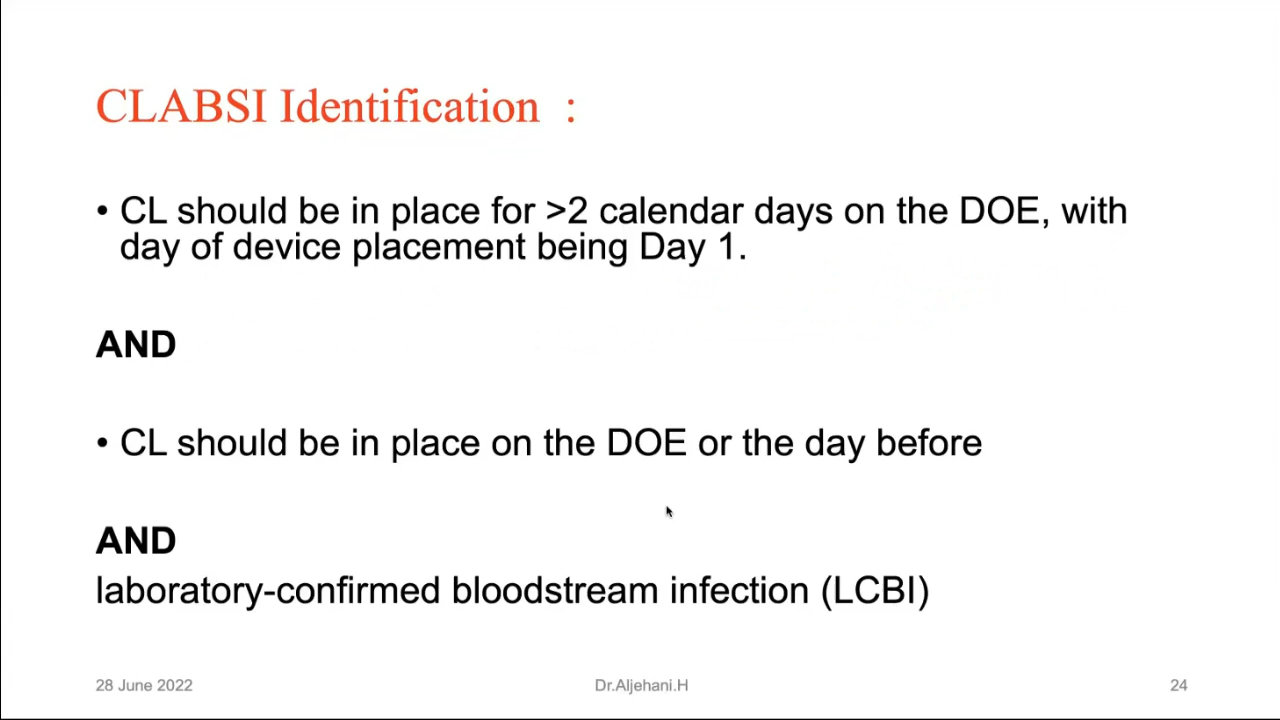 CLABSI Identification :
• CL should be in place for >2 calendar days on the DOE, with
day of device placement being Day 1.
AND
• CL should be in place on the DOE or the day before
AND
laboratory-confirmed bloodstream infection (LCBI)
28 June 2022 Dr.Aljehani.H 24